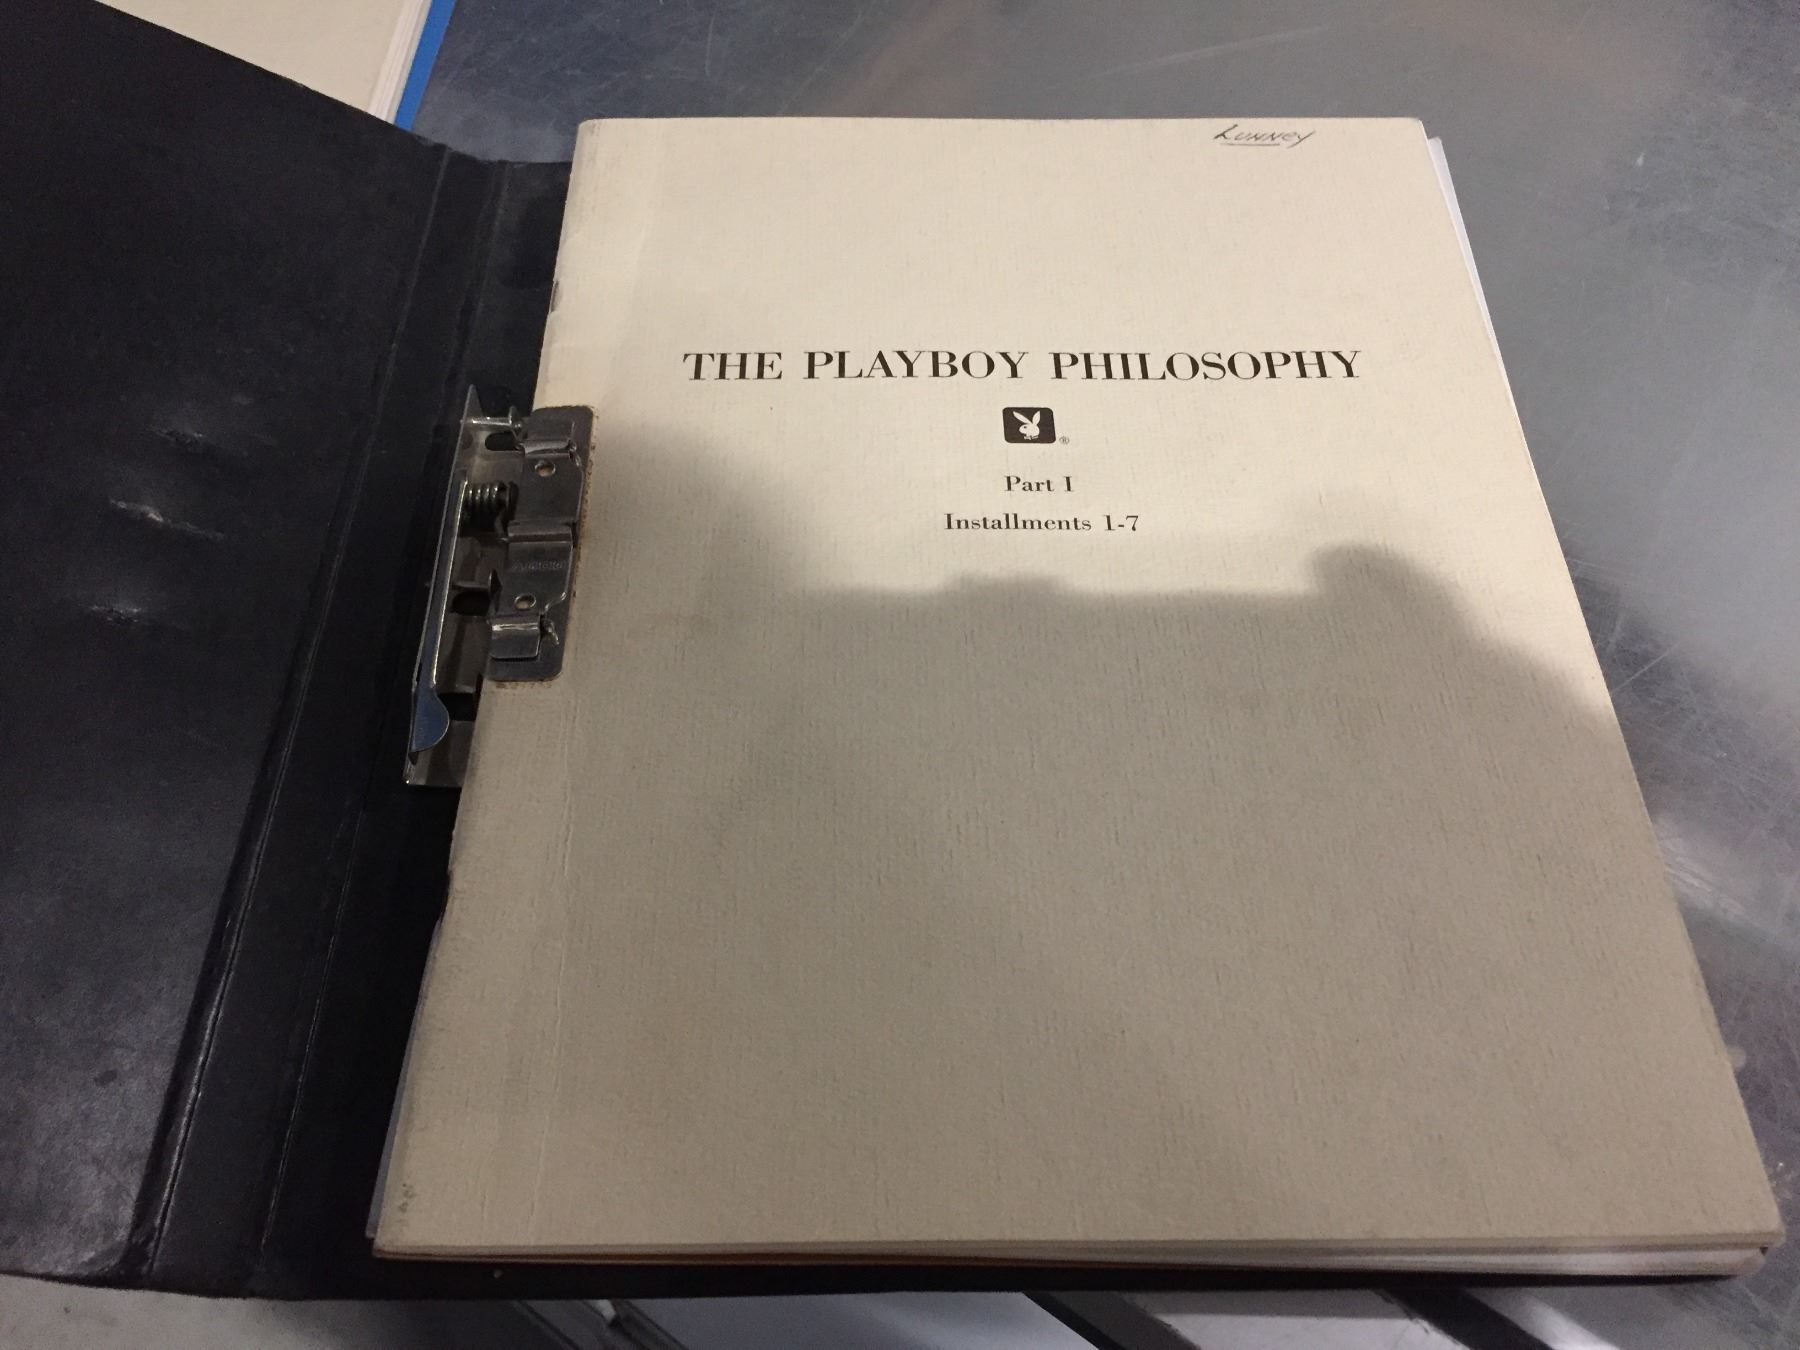 Lunney
THE PLAYBOY PHILOSOPHY
®
Part I
Installments 1-7